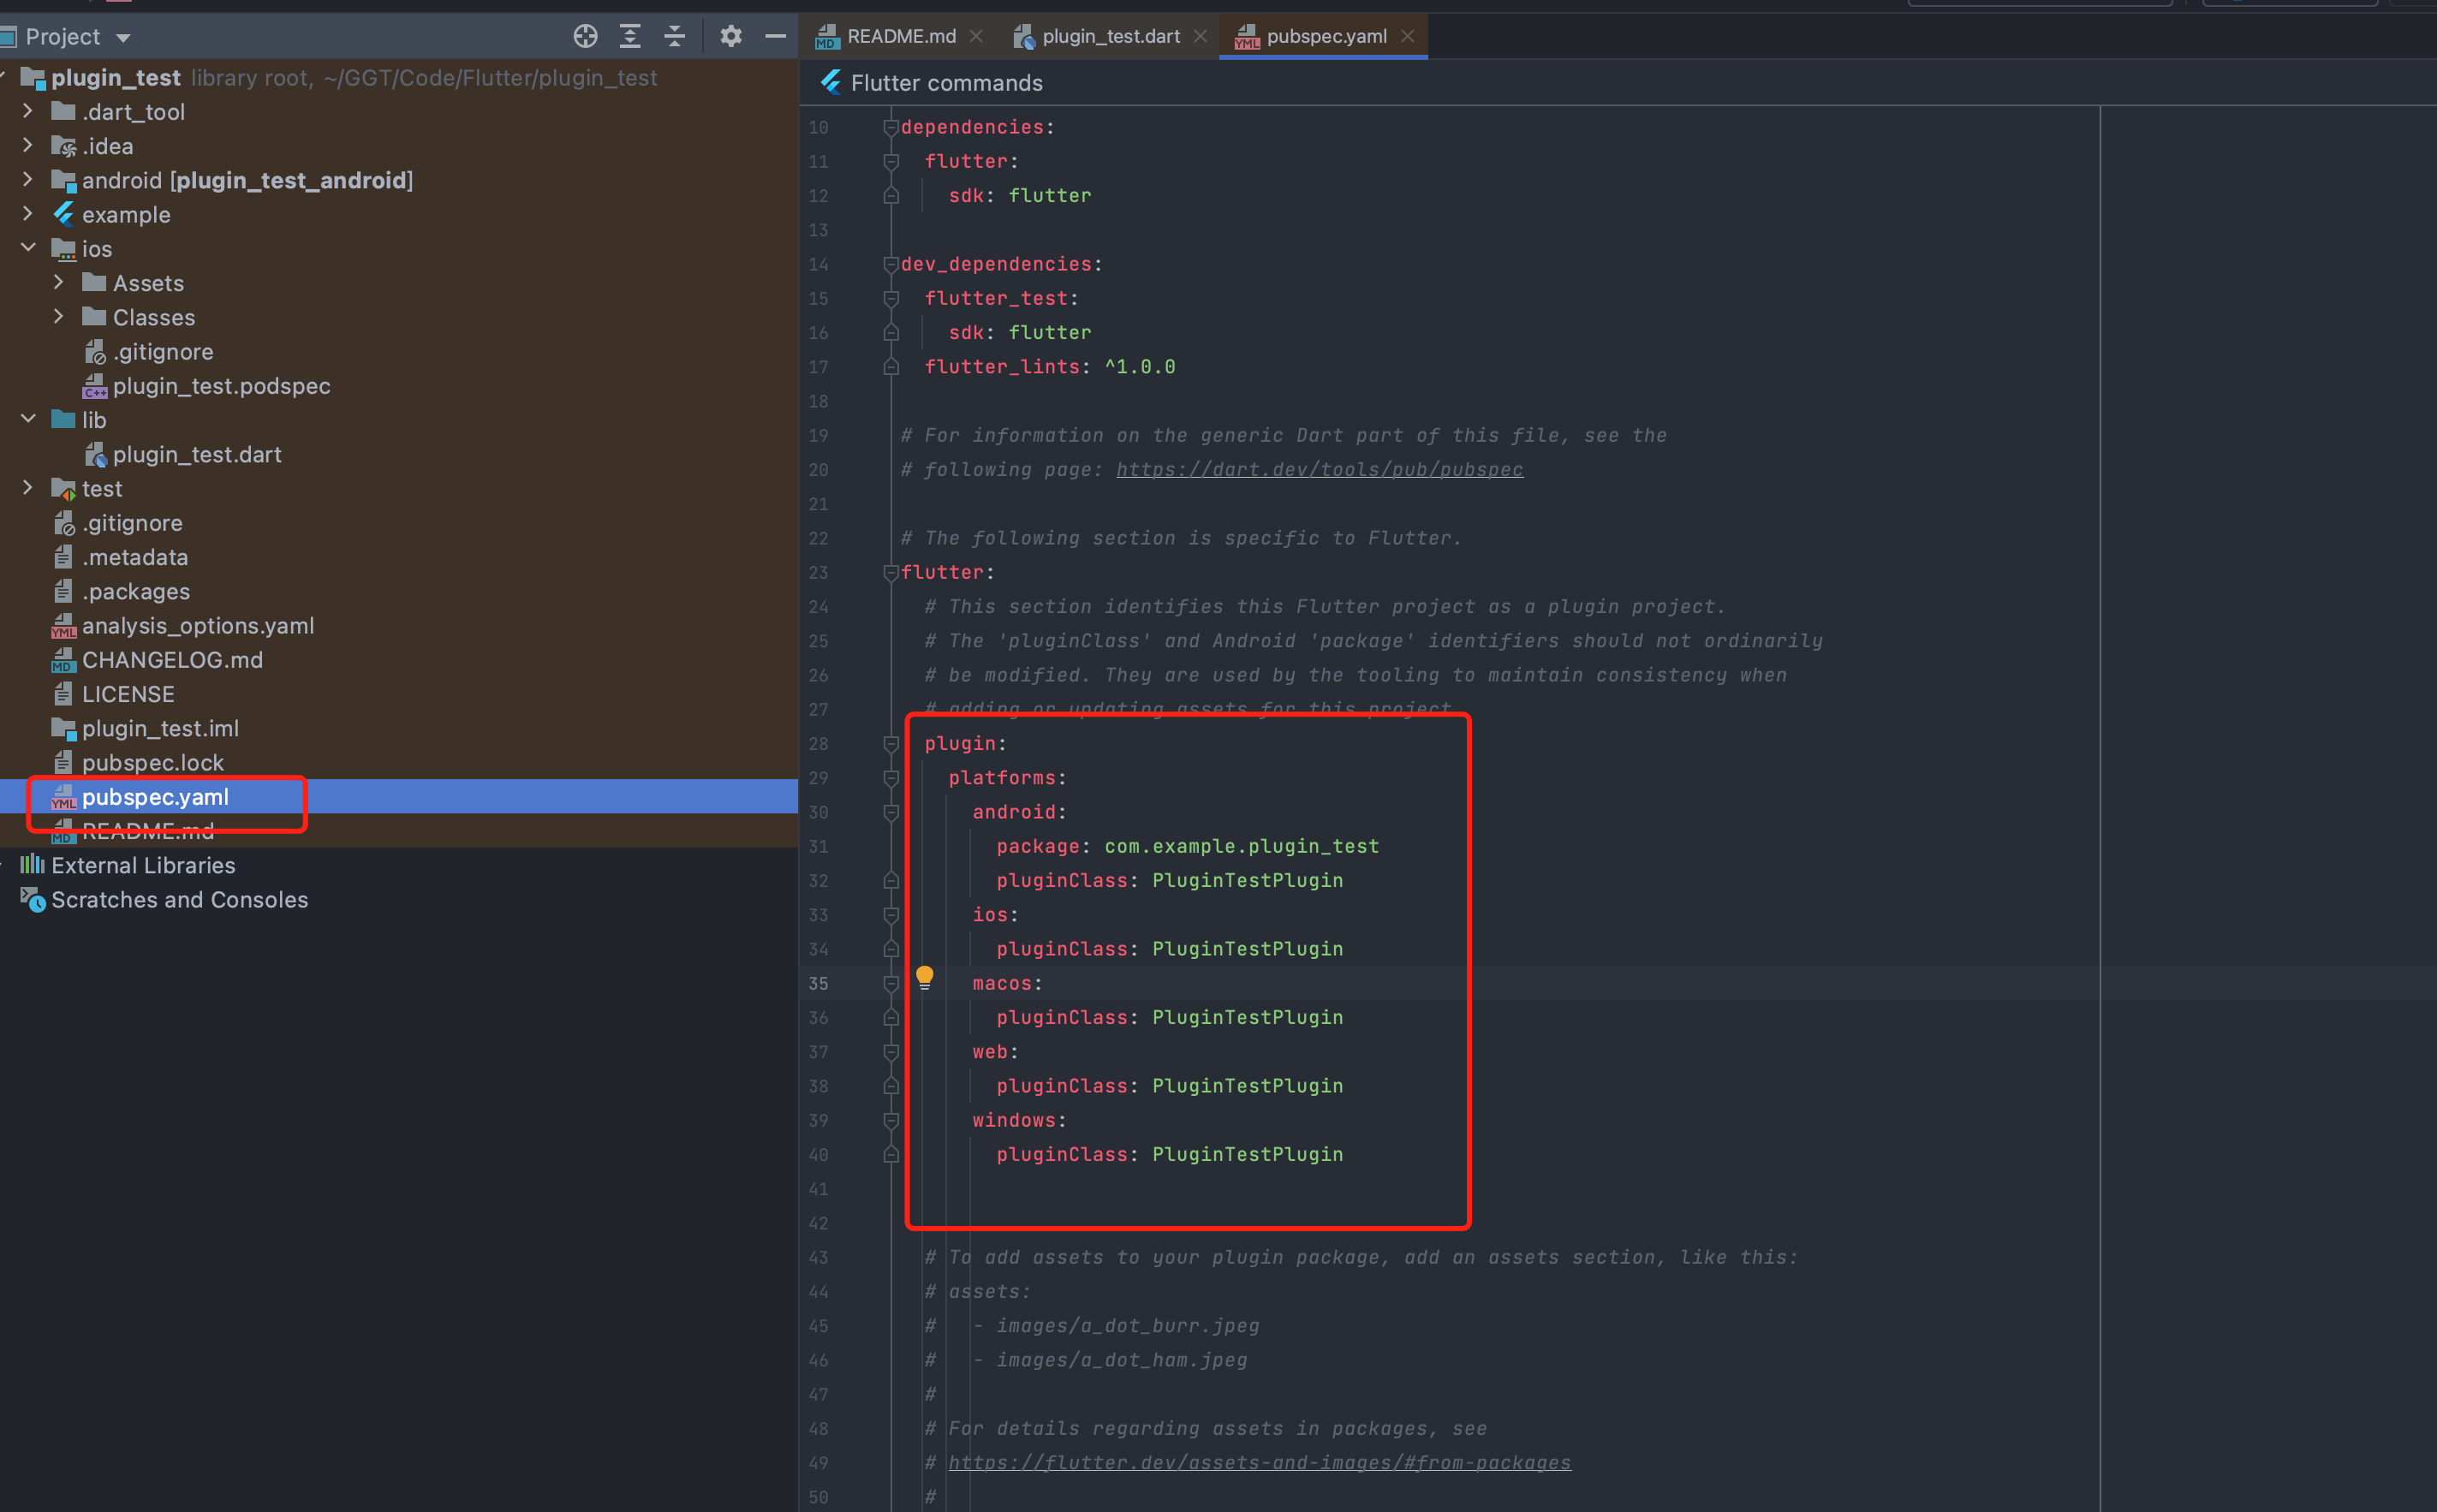 Project
plugin_test library root, ~/GGT/Code/Flutter/plugin_test
.dart_tool
.idea
android [plugin_test_android]
example
ios
Assets
Classes
.gitignore
plugin_test.podspec
lib
plugin_test.dart
test
.gitignore
.metadata
.packages
analysis_options.yaml
CHANGELOG.md
LICENSE
plugin_test.iml
pubspec.lock
pubspec.yaml
README.md
External Libraries
Scratches and Consoles
README.md
plugin_test.dart
pubspec.yaml
Flutter commands
10 dependencies:
11 flutter:
12 sdk: flutter
13
14 dev_dependencies:
15 flutter_test:
16 sdk: flutter
17 flutter_lints: ^1.0.0
18
19 # For information on the generic Dart part of this file, see the
20 # following page: https://dart.dev/tools/pub/pubspec
21
22 # The following section is specific to Flutter.
23 flutter:
24 # This section identifies this Flutter project as a plugin project.
25 # The 'pluginClass' and Android 'package' identifiers should not ordinarily
26 # be modified. They are used by the tooling to maintain consistency when
27 # adding or updating assets for this project
28 plugin:
29 platforms:
30 android:
31 package: com.example.plugin_test
32 pluginClass: PluginTestPlugin
33 ios:
34 pluginClass: PluginTestPlugin
35 macos:
36 pluginClass: PluginTestPlugin
37 web:
38 pluginClass: PluginTestPlugin
39 windows:
40 pluginClass: PluginTestPlugin
41
42
43 # To add assets to your plugin package, add an assets section, like this:
44 # assets:
45 # - images/a_dot_burr.jpeg
46 # - images/a_dot_ham.jpeg
47 #
48 # For details regarding assets in packages, see
49 # https://flutter.dev/assets-and-images/#from-packages
50 #